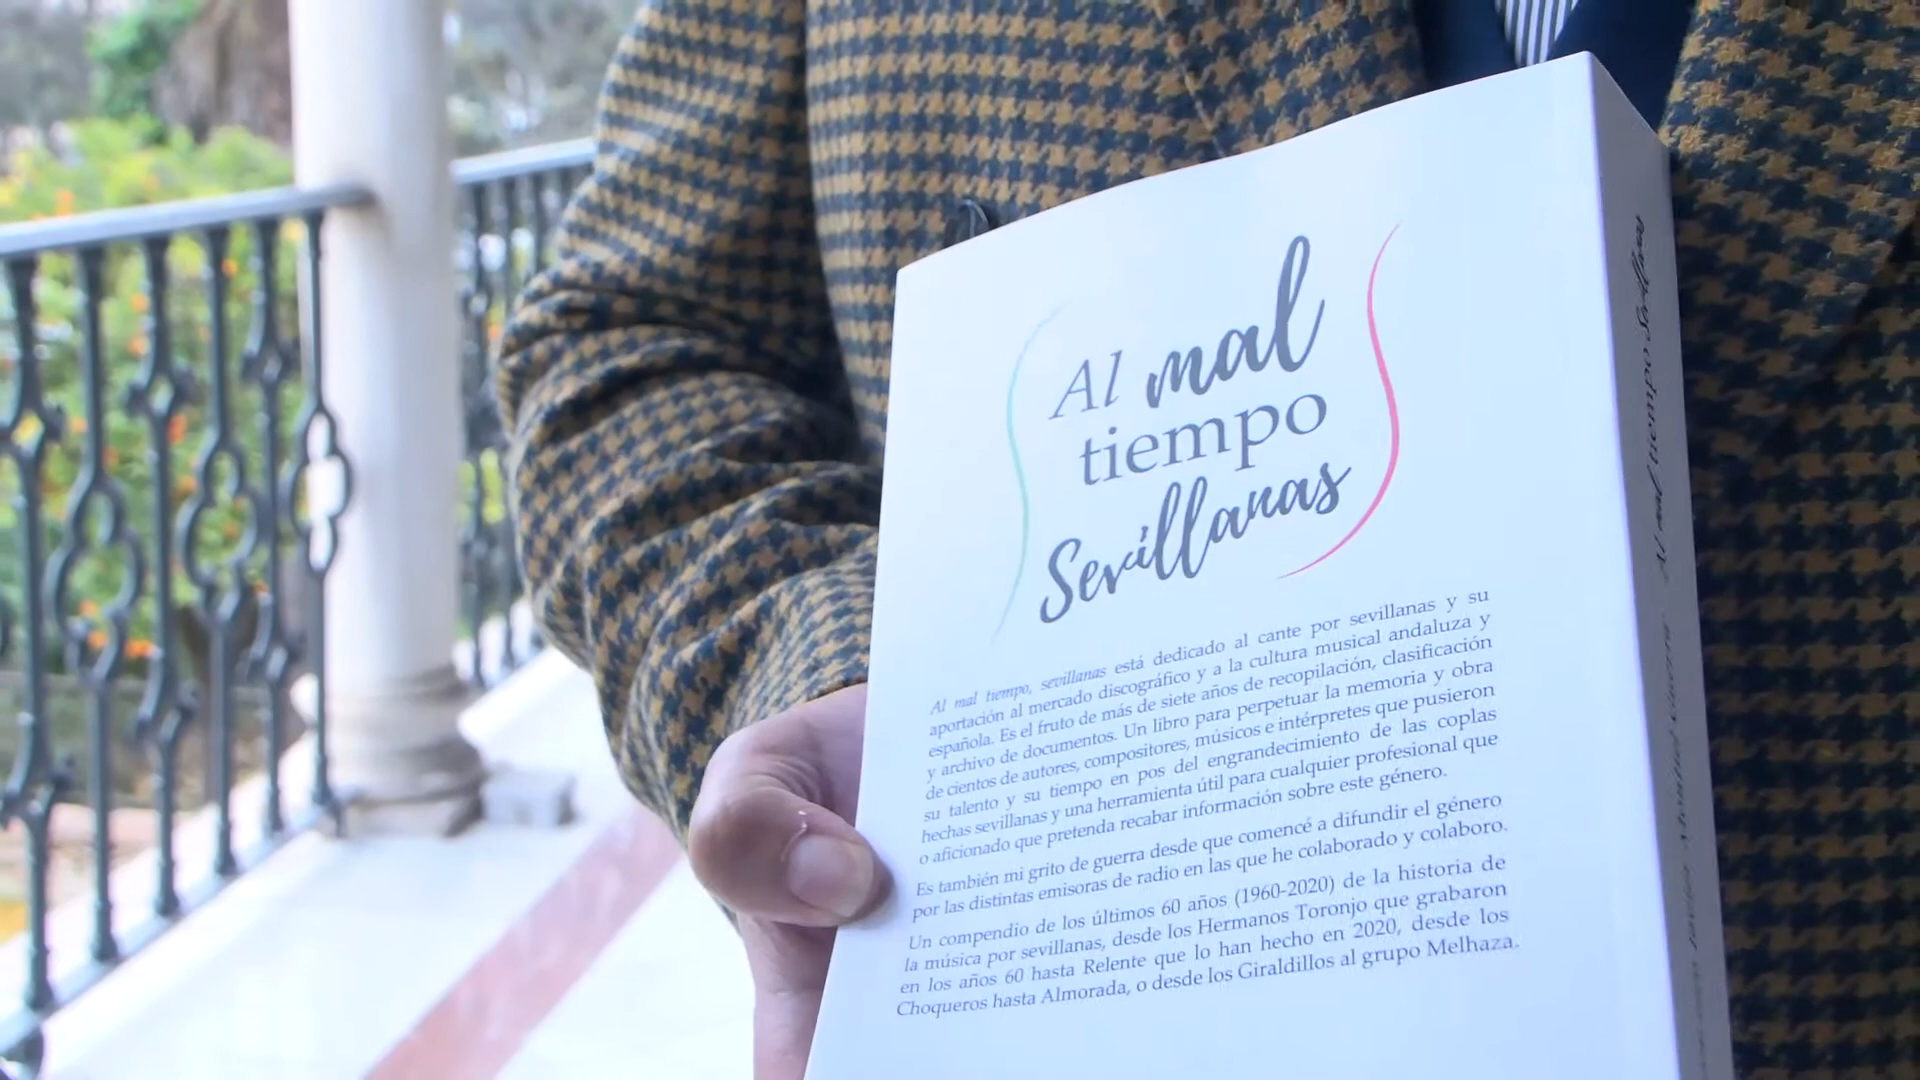 Al mal
tiempo
Sevillanas
Al mal tiempo, sevillanas está dedicado al cante por sevillanas y su
aportación al mercado discográfico y a la cultura musical andaluza y
española. Es el fruto de más de siete años de recopilación, clasificación
y archivo de documentos. Un libro para perpetuar la memoria y obra
de cientos de autores, compositores, músicos e intérpretes que pusieron
su talento y su tiempo en pos del engrandecimiento de las coplas
hechas sevillanas y una herramienta útil para cualquier profesional que
o aficionado que pretenda recabar información sobre este género.
Es también mi grito de guerra desde que comencé a difundir el género
por las distintas emisoras de radio en las que he colaborado y colaboro.
Un compendio de los últimos 60 años (1960-2020) de la historia de
la música por sevillanas, desde los Hermanos Toronjo que grabaron
en los años 60 hasta Relente que lo han hecho en 2020, desde los
Choqueros hasta Almorada, o desde los Giraldillos al grupo Melhaza.
Al mal tiempo Sevillanas